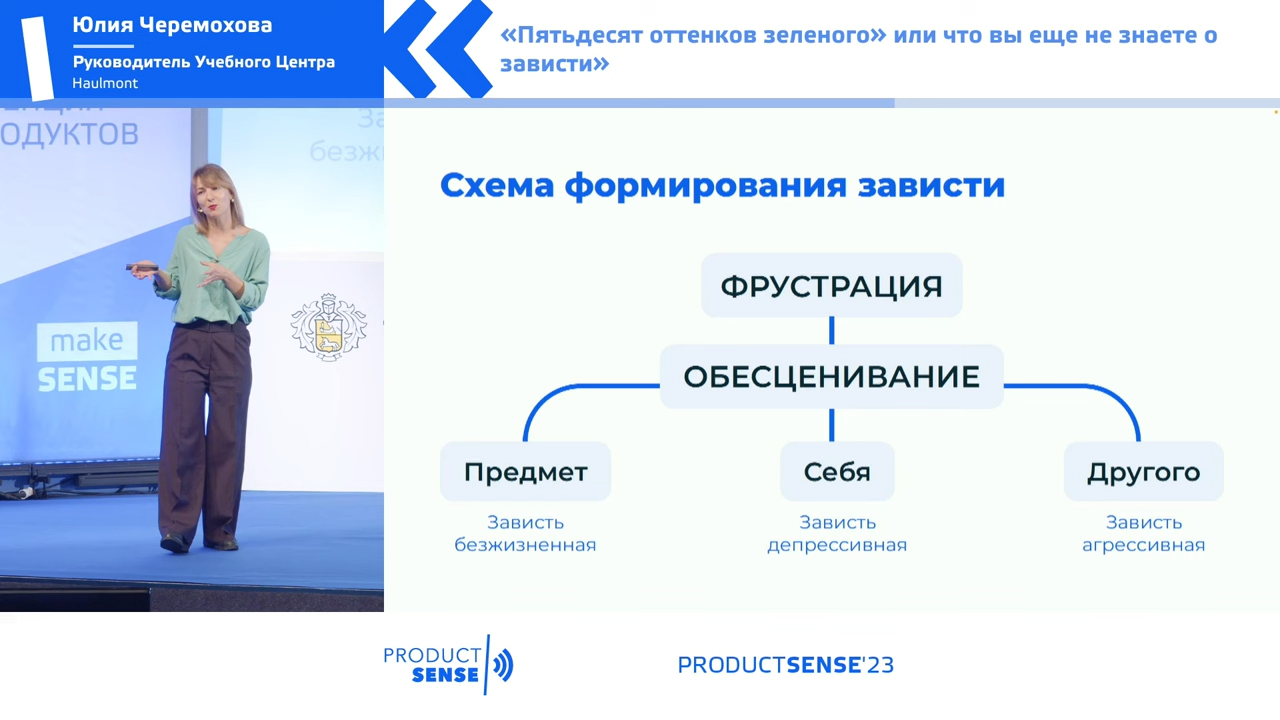 Юлия Черемохова
Руководитель Учебного Центра
Haulmont
«Пятьдесят оттенков зеленого» или что вы еще не знаете о
зависти»
ОДУКТОВ
make
SENSE
Схема формирования зависти
ФРУСТРАЦИЯ
ОБЕСЦЕНИВАНИЕ
Предмет
Себя
Другого
Зависть
безжизненная
Зависть
депрессивная
Зависть
агрессивная
PRODUCT
SENSE
PRODUCTSENSE'23